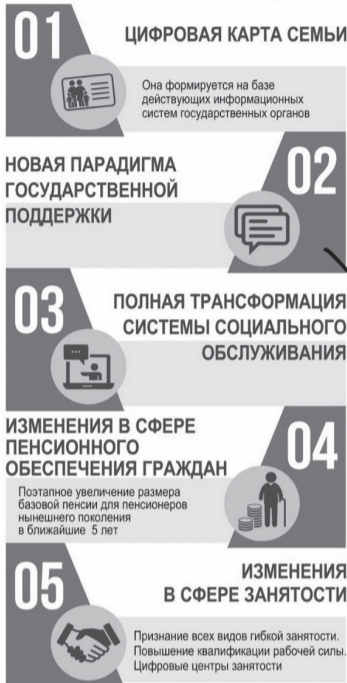 01
ЦИФРОВАЯ КАРТА СЕМЬИ
Она формируется на базе
действующих информационных
систем государственных органов
НОВАЯ ПАРАДИГМА
ГОСУДАРСТВЕННОЙ
ПОДДЕРЖКИ
02
03
ПОЛНАЯ ТРАНСФОРМАЦИЯ
СИСТЕМЫ СОЦИАЛЬНОГО
ОБСЛУЖИВАНИЯ
ИЗМЕНЕНИЯ В СФЕРЕ
ПЕНСИОННОГО
ОБЕСПЕЧЕНИЯ ГРАЖДАН
04
Поэтапное увеличение размера
базовой пенсии для пенсионеров
нынешнего поколения
в ближайшие 5 лет
05
ИЗМЕНЕНИЯ
В СФЕРЕ ЗАНЯТОСТИ
Признание всех видов гибкой занятости.
Повышение квалификации рабочей силы.
Цифровые центры занятости